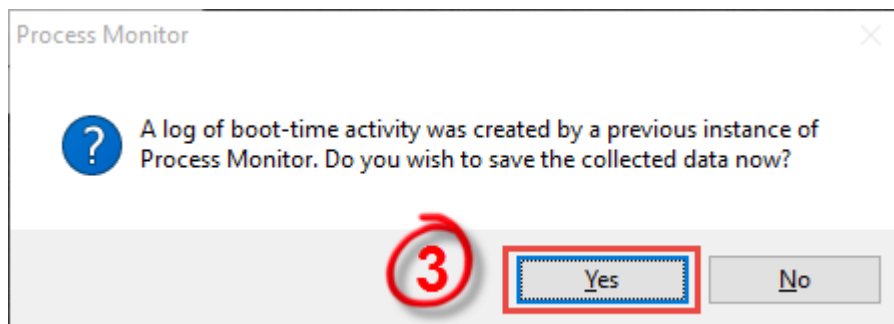 Process Monitor
?
A log of boot-time activity was created by a previous instance of
Process Monitor. Do you wish to save the collected data now?
3
Yes No